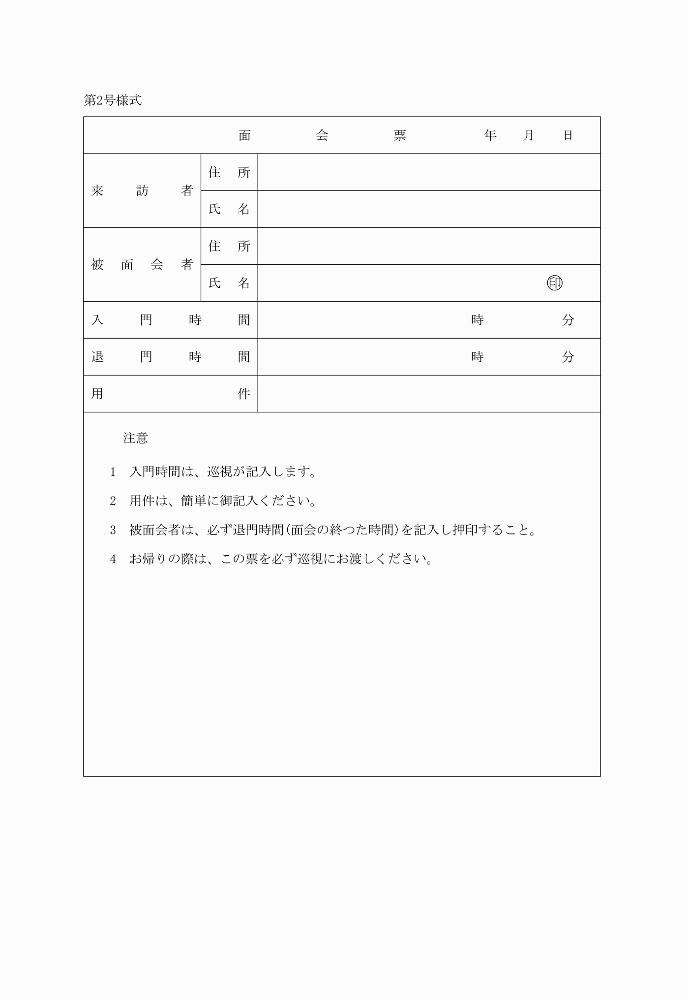 第2号様式
面会票 年 月 日
来訪者
住所
氏名
被面会者
住所
氏名 ㊞
入門時間 時 分
退門時間 時 分
用件
注意
1 入門時間は、巡視が記入します。
2 用件は、簡単に御記入ください。
3 被面会者は、必ず退門時間(面会の終つた時間)を記入し押印すること。
4 お帰りの際は、この票を必ず巡視にお渡しください。